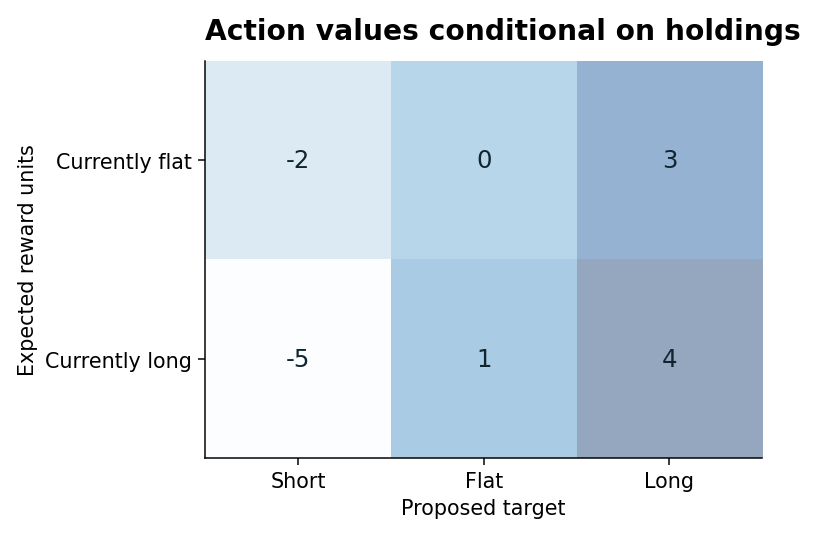 Action values conditional on holdings
Expected reward units
Currently flat
-2 0 3
Currently long
-5 1 4
Short Flat Long
Proposed target